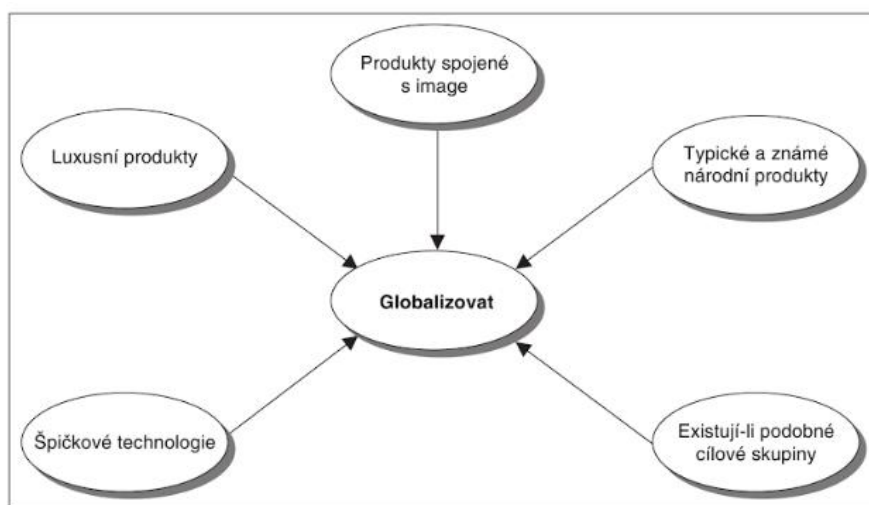 Produkty spojené
s image
Luxusní produkty
Typické a známé
národní produkty
Globalizovat
Špičkové technologie
Existují-li podobné
cílové skupiny